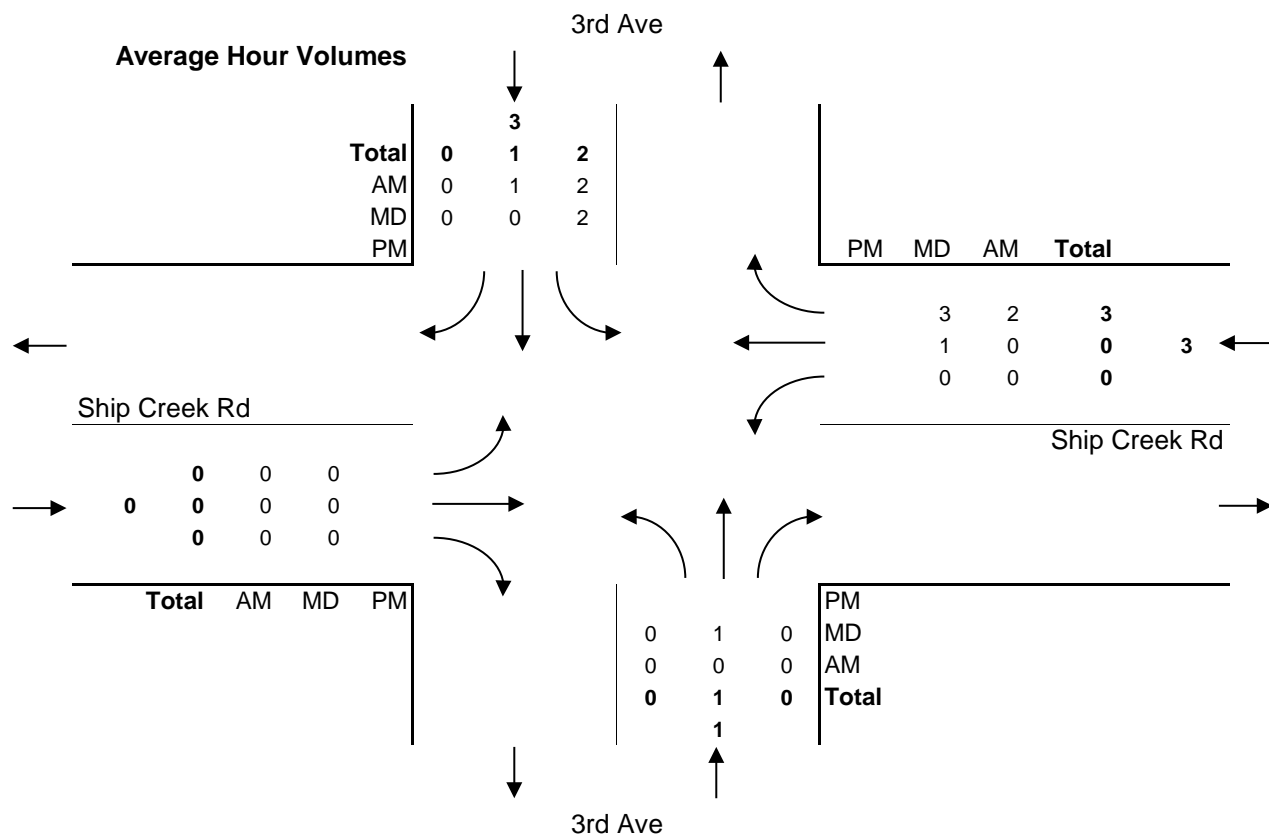 3rd Ave
Average Hour Volumes
3
Total 0 1 2
AM 0 1 2
MD 0 0 2
PM
PM MD AM Total
3 2 3
1 0 0 3
0 0 0
Ship Creek Rd
Ship Creek Rd
0 0 0
0 0 0 0
0 0 0
Total AM MD PM
PM
0 1 0 MD
0 0 0 AM
0 1 0 Total
1
3rd Ave